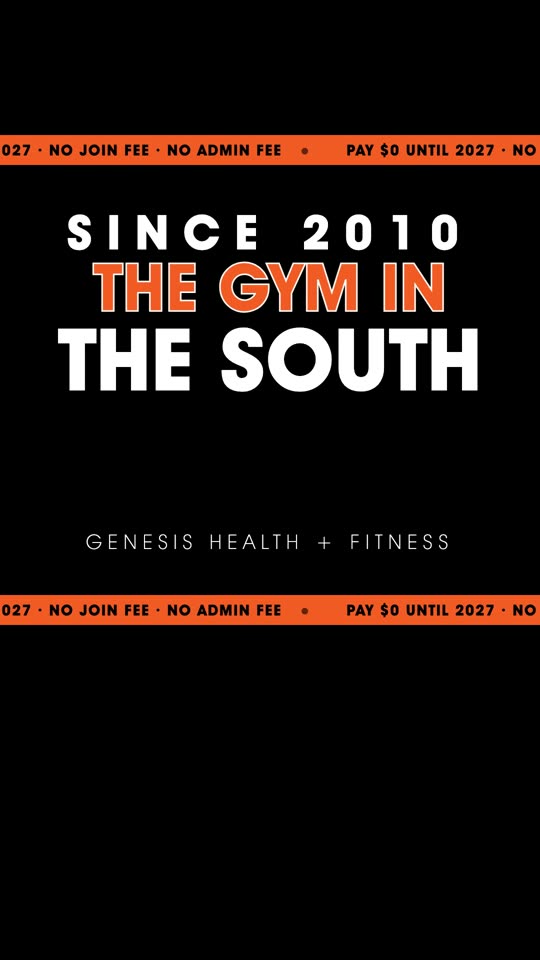 027 · NO JOIN FEE · NO ADMIN FEE • PAY $0 UNTIL 2027 · NO
SINCE 2010
THE GYM IN
THE SOUTH
GENESIS HEALTH + FITNESS
027 · NO JOIN FEE · NO ADMIN FEE • PAY $0 UNTIL 2027 · NO